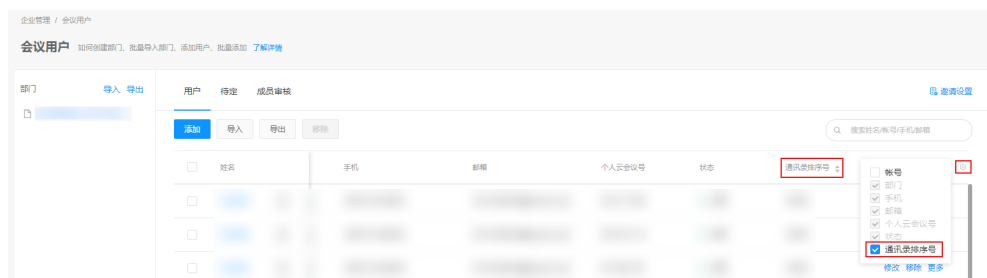 企业管理 / 会议用户
会议用户 如何创建部门、批量导入部门、添加用户、批量添加 了解详情
部门 导入 导出
用户 待定 成员审核 邀请设置
添加 导入 导出 移除 搜索姓名/帐号/手机/邮箱
姓名 手机 邮箱 个人云会议号 状态 通讯录排序号
帐号
部门
手机
邮箱
个人云会议号
状态
通讯录排序号
修改 移除 更多